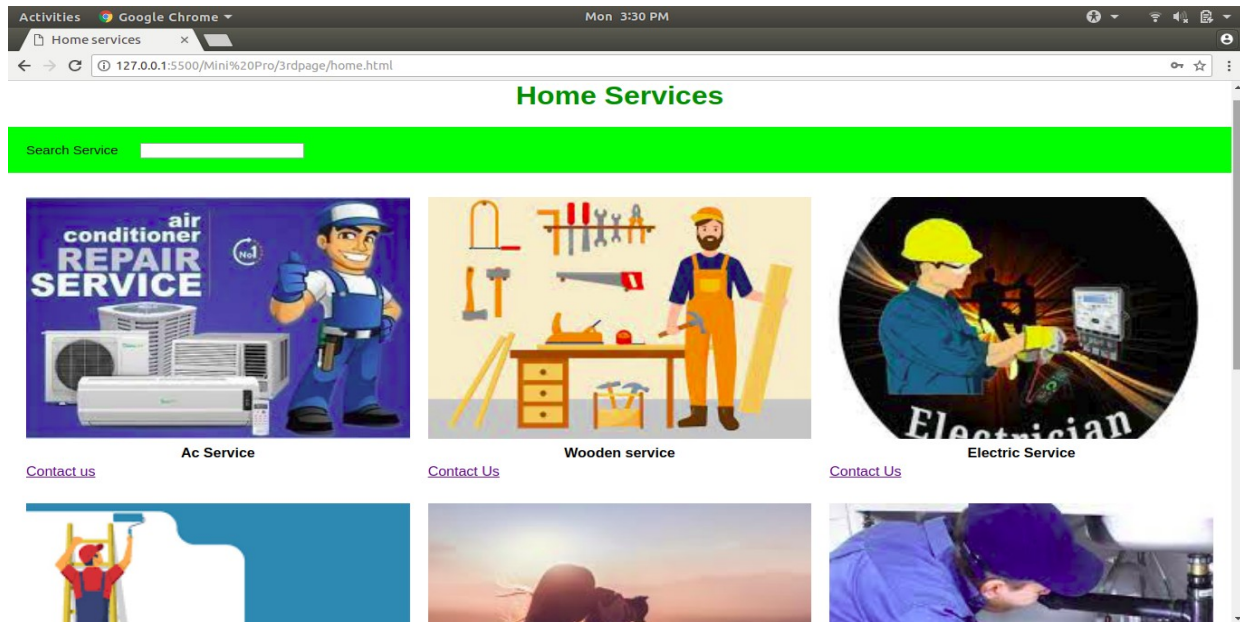 Activities Google Chrome Mon 3:30 PM
Home services ×
127.0.0.1:5500/Mini%20Pro/3rdpage/home.html
Home Services
Search Service
air
conditioner
REPAIR
SERVICE
No1
Electrician
Ac Service Wooden service Electric Service
Contact us Contact Us Contact Us